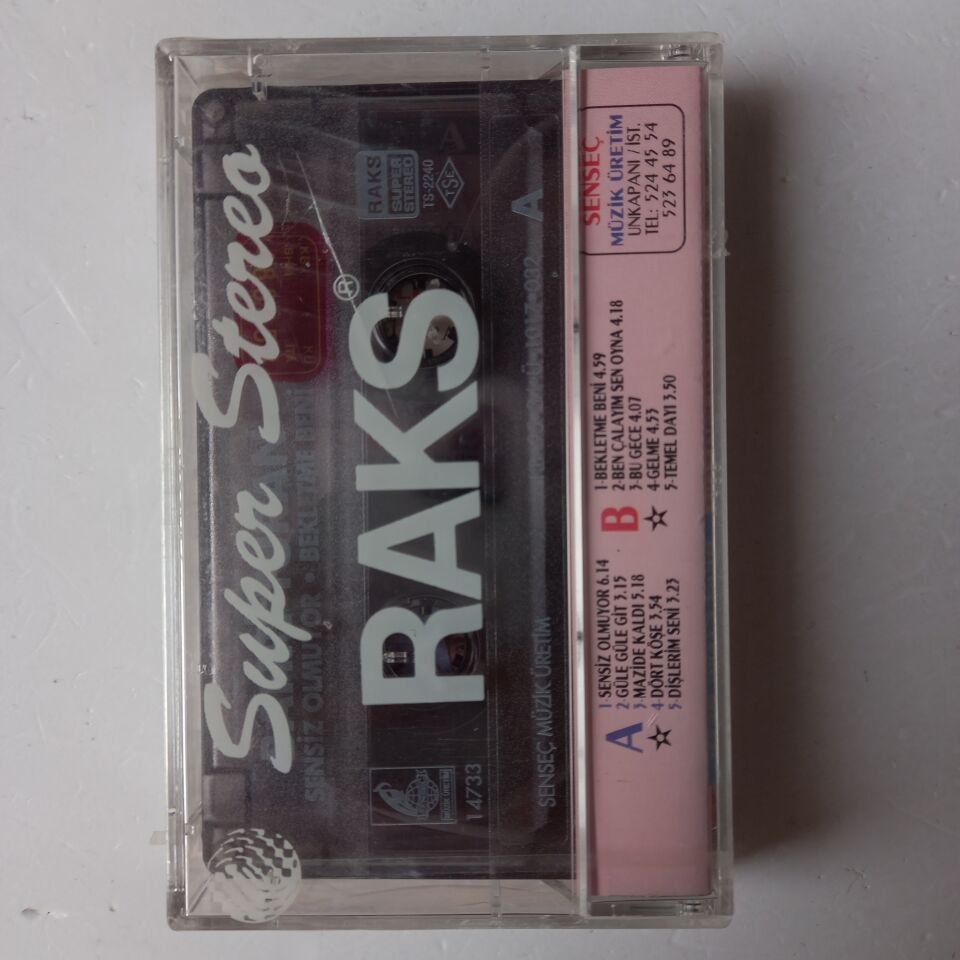 Super Stereo
SENSİZ OLMUYOR • BEKLETME BENİ
RAKS®
RAKS
SUPER
STEREO
TS-2240
TSE
A
14733
MÜZİK ÜRETİM
SENSEÇ MÜZİK ÜRETİM
A
A
1-SENSİZ OLMUYOR 6.14
2-GÜLE GÜLE GİT 3.15
3-MAZİDE KALDI 5.18
4-DÖRT KÖŞE 3.54
5-DİŞLERİM SENİ 3.23
B
1-BEKLETME BENİ 4.59
2-BEN ÇALAYIM SEN OYNA 4.18
3-BU GECE 4.07
4-GELME 4.53
5-TEMEL DAYI 3.50
SENSEÇ
MÜZİK ÜRETİM
UNKAPANI / İST.
TEL: 524 45 54
523 64 89